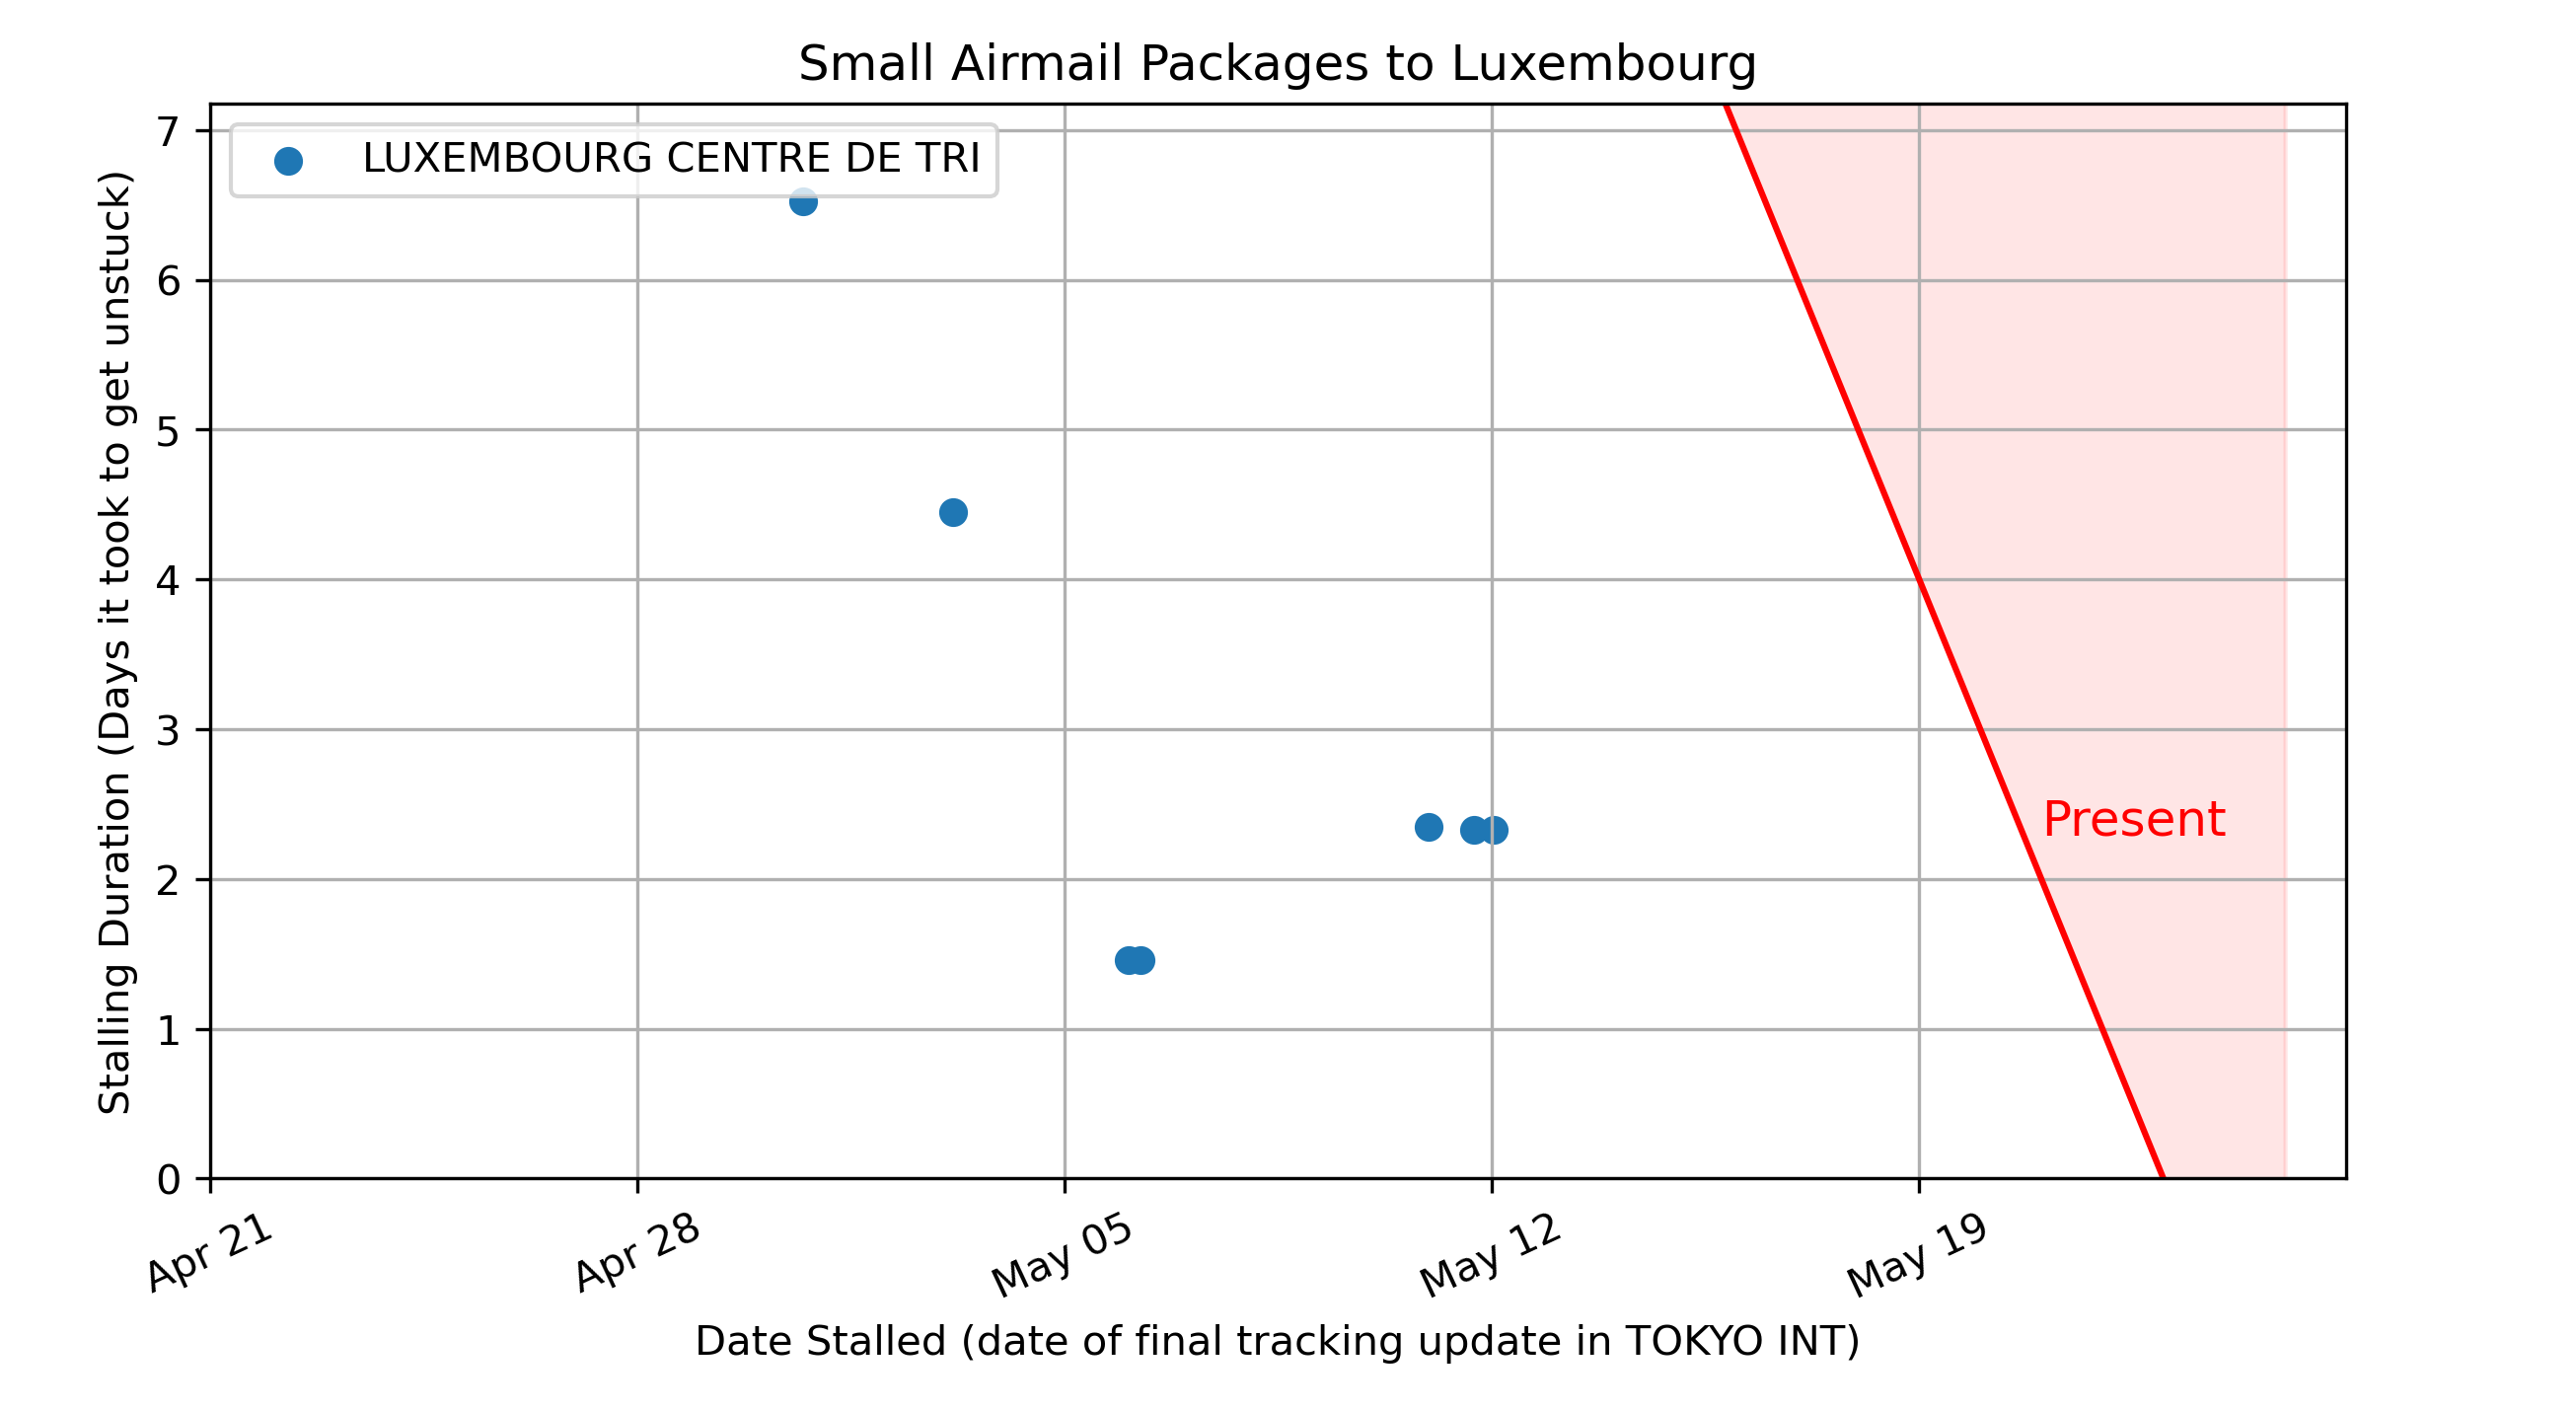 Small Airmail Packages to Luxembourg
LUXEMBOURG CENTRE DE TRI
Stalling Duration (Days it took to get unstuck)
7
6
5
4
3
2
1
0
Present
Apr 21
Apr 28
May 05
May 12
May 19
Date Stalled (date of final tracking update in TOKYO INT)